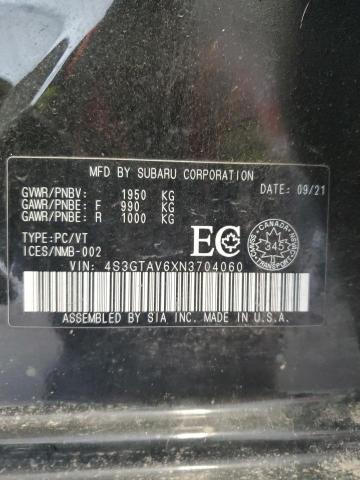 MFD BY SUBARU CORPORATION
GVWR/PNBV: 1950 KG DATE: 09/21
GAWR/PNBE: F 990 KG
GAWR/PNBE: R 1000 KG
TYPE:PC/VT
ICES/NMB-002
EC
CANADA
345
VIN: 4S3GTAV6XN3704060
ASSEMBLED BY SIA INC. MADE IN U.S.A.